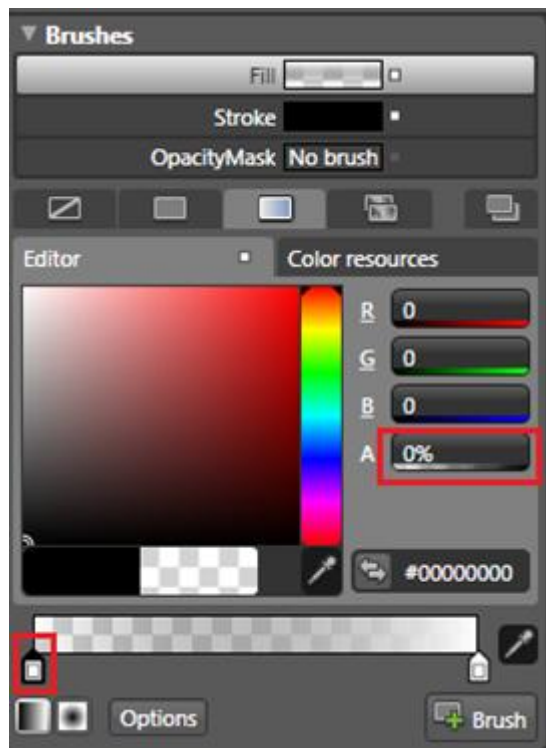 Brushes
Fill
Stroke
OpacityMask No brush
Editor Color resources
R 0
G 0
B 0
A 0%
#00000000
Options Brush